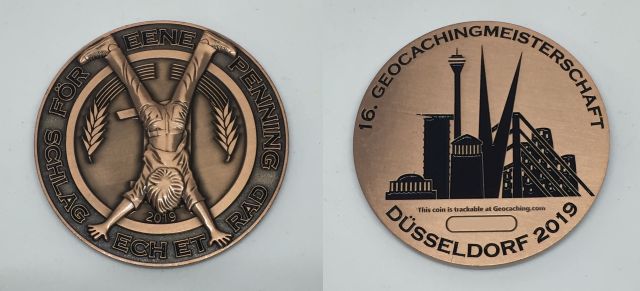 FÖR EENE PENNING
SCHLAG ECH ET RAD
2019
16. GEOCACHINGMEISTERSCHAFT
This coin is trackable at Geocaching.com
DÜSSELDORF 2019